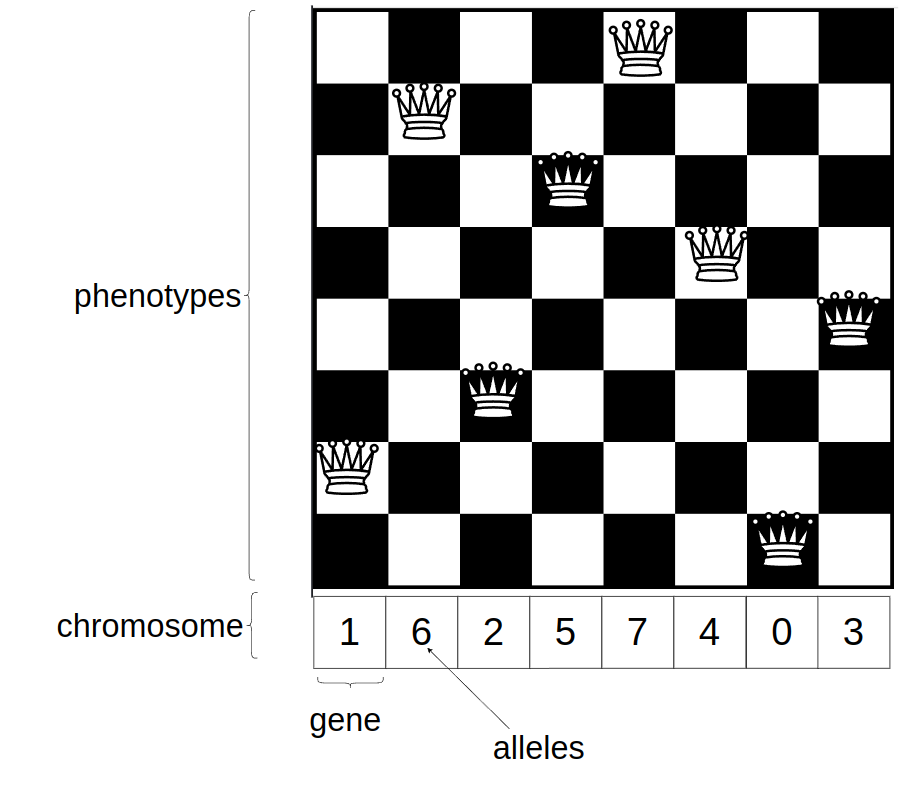 phenotypes
chromosome
1 6 2 5 7 4 0 3
gene
alleles